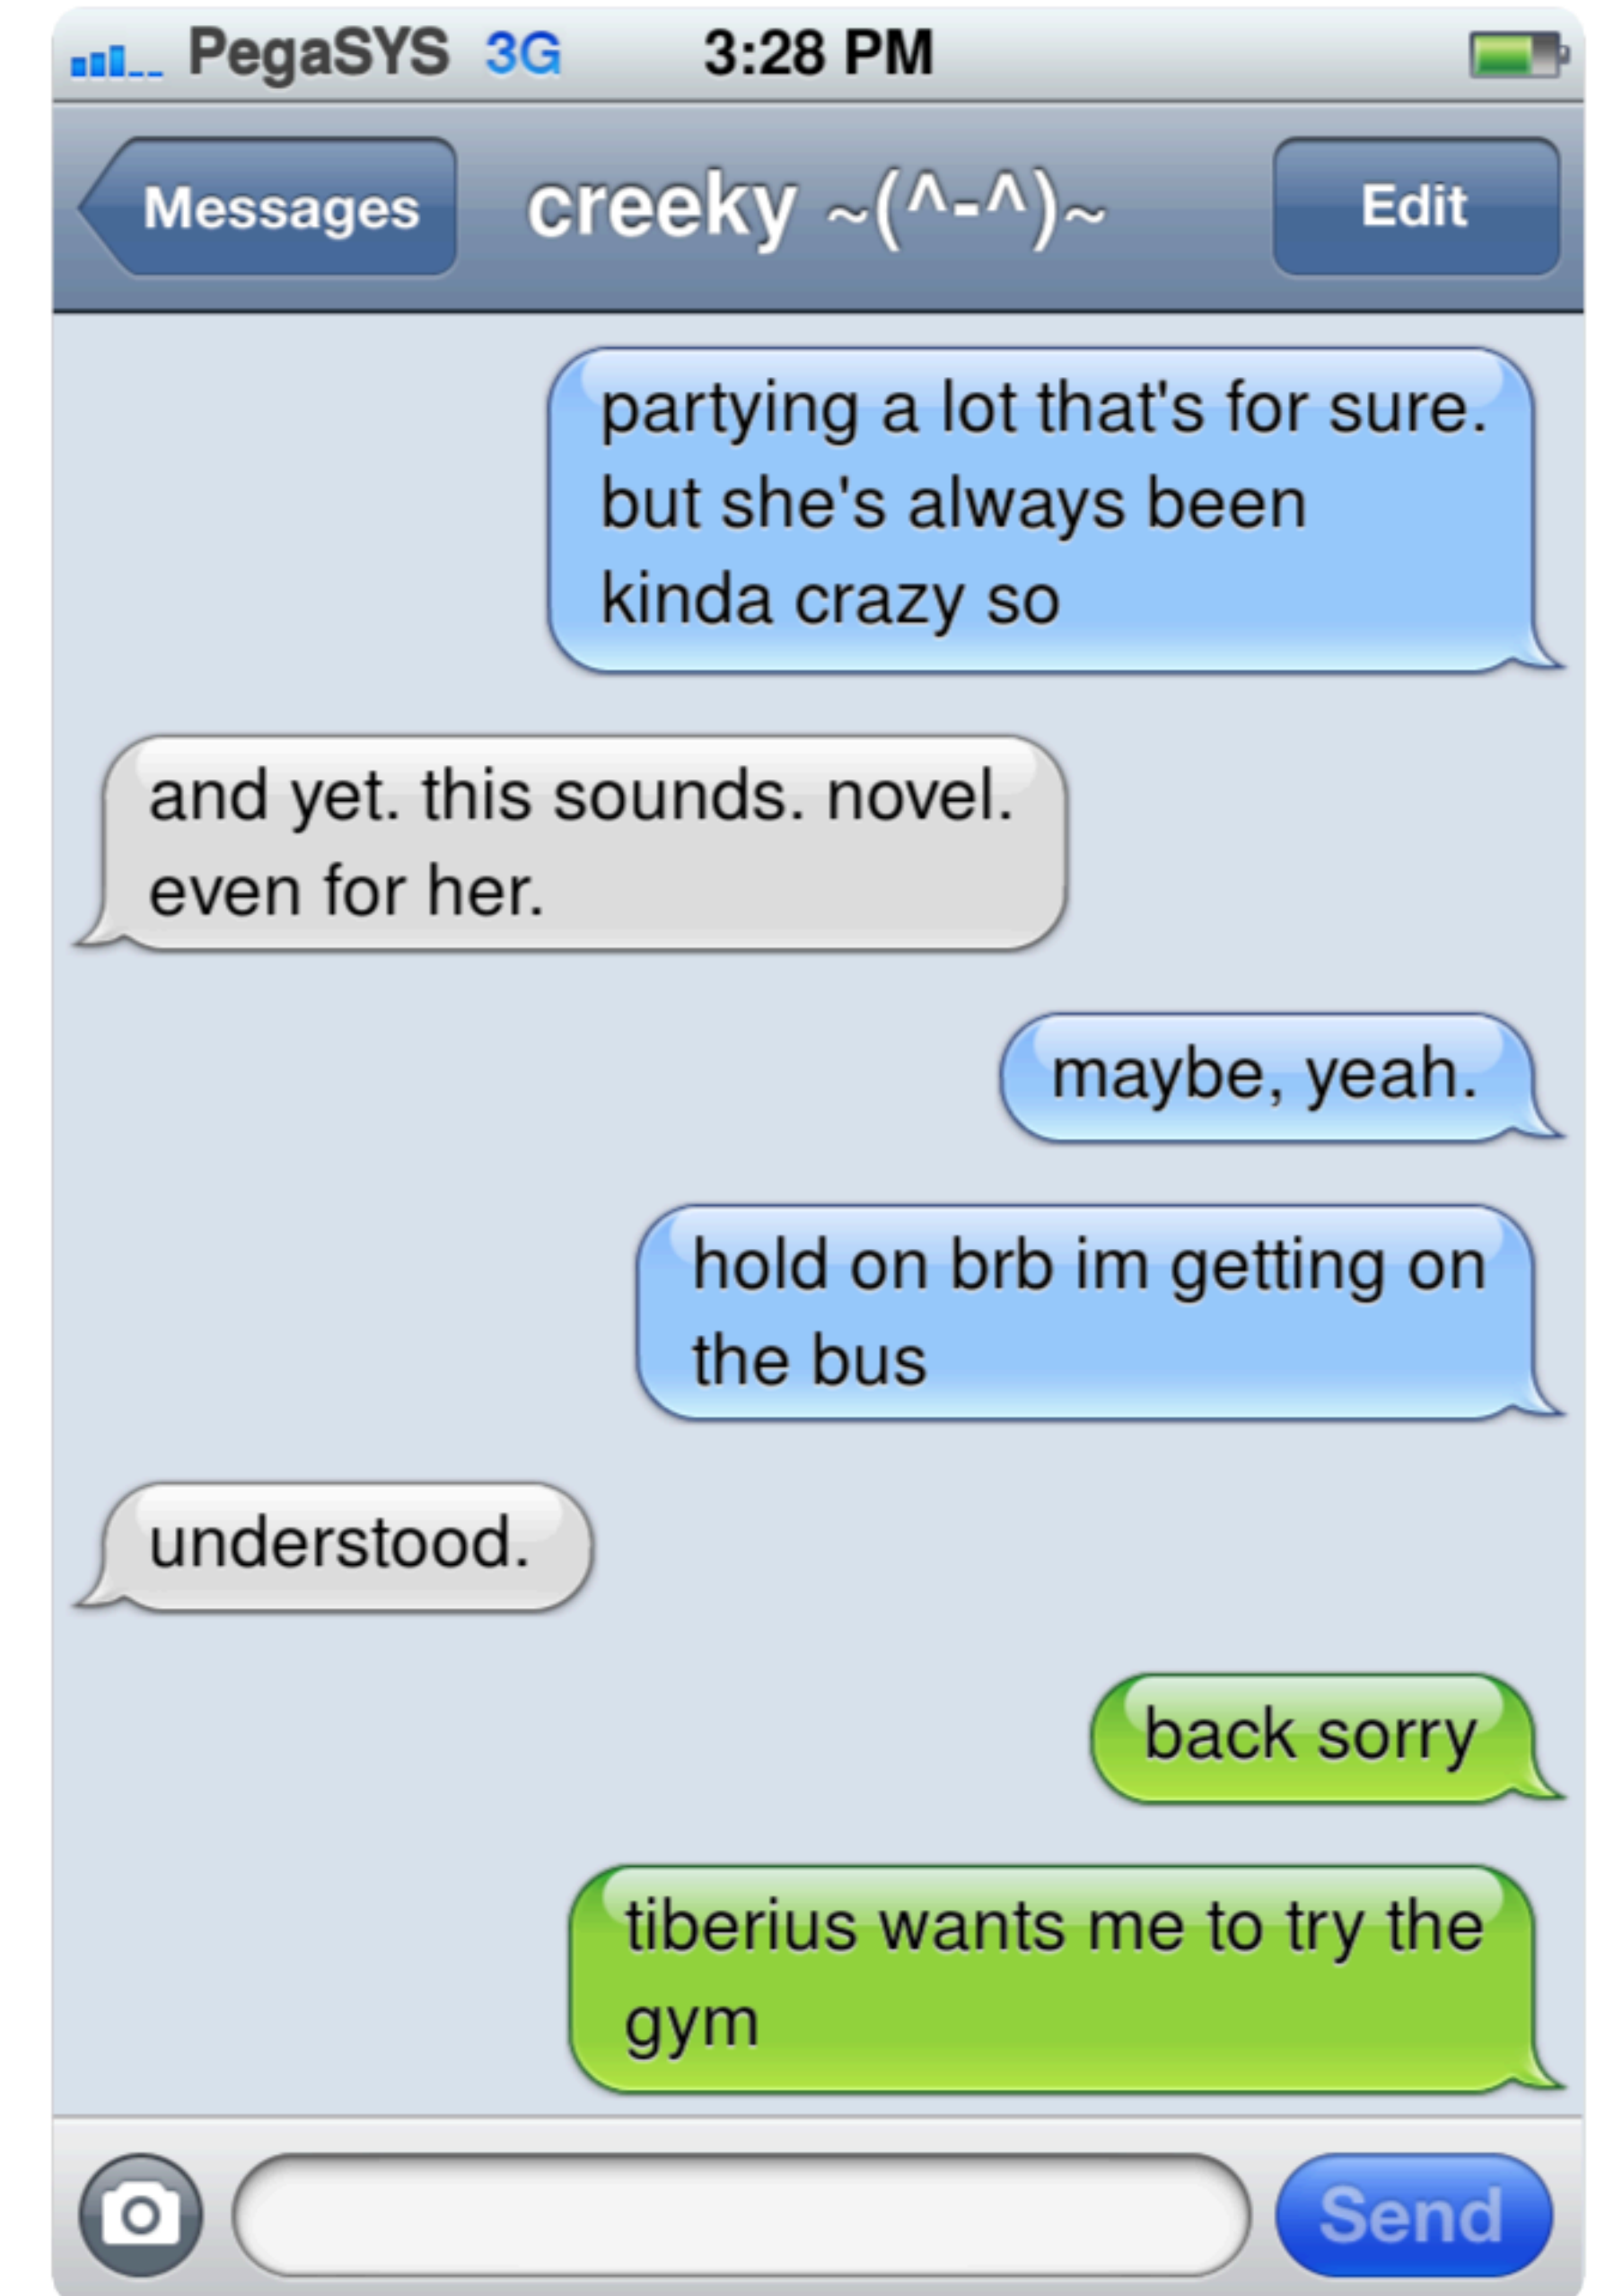 PegaSYS 3G 3:28 PM
Messages creeky ~(^-^)~ Edit
partying a lot that's for sure.
but she's always been
kinda crazy so
and yet. this sounds. novel.
even for her.
maybe, yeah.
hold on brb im getting on
the bus
understood.
back sorry
tiberius wants me to try the
gym
Send